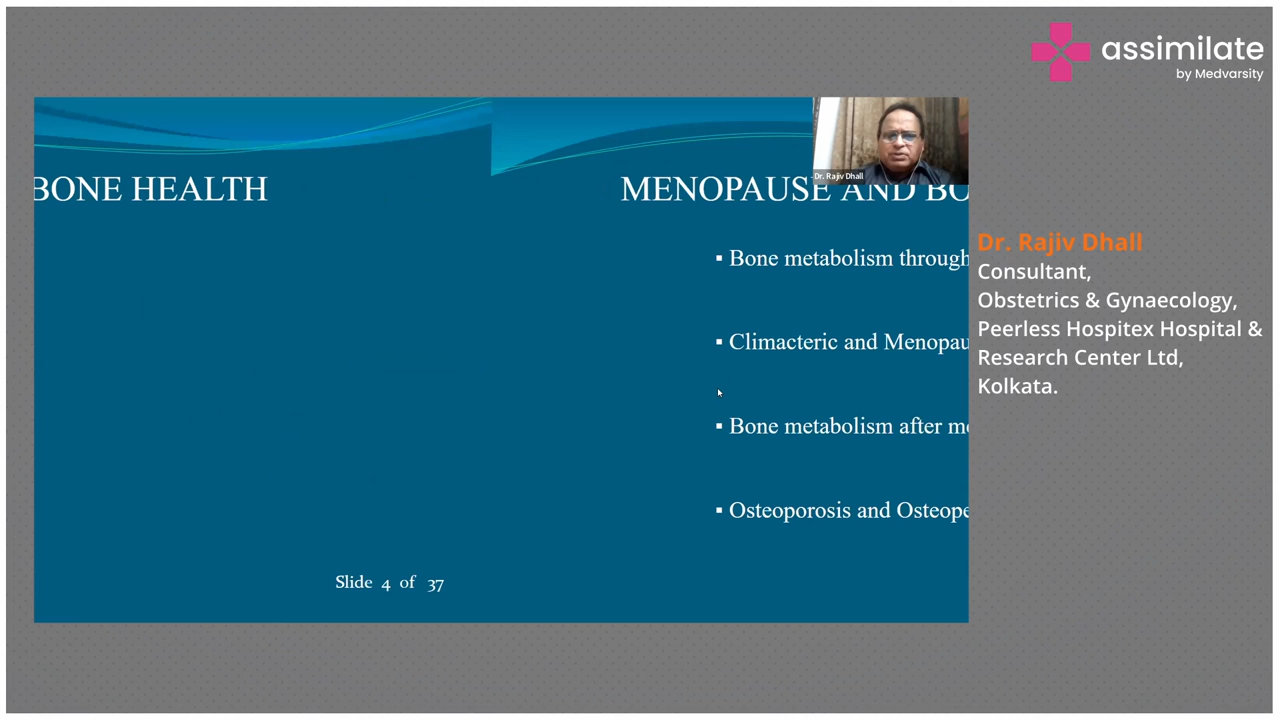 assimilate
by Medvarsity
BONE HEALTH
MENOPAUSE AND BO
Dr. Rajiv Dhall
▪ Bone metabolism through
▪ Climacteric and Menopau
▪ Bone metabolism after me
▪ Osteoporosis and Osteope
Slide 4 of 37
Dr. Rajiv Dhall
Consultant,
Obstetrics & Gynaecology,
Peerless Hospitex Hospital &
Research Center Ltd,
Kolkata.